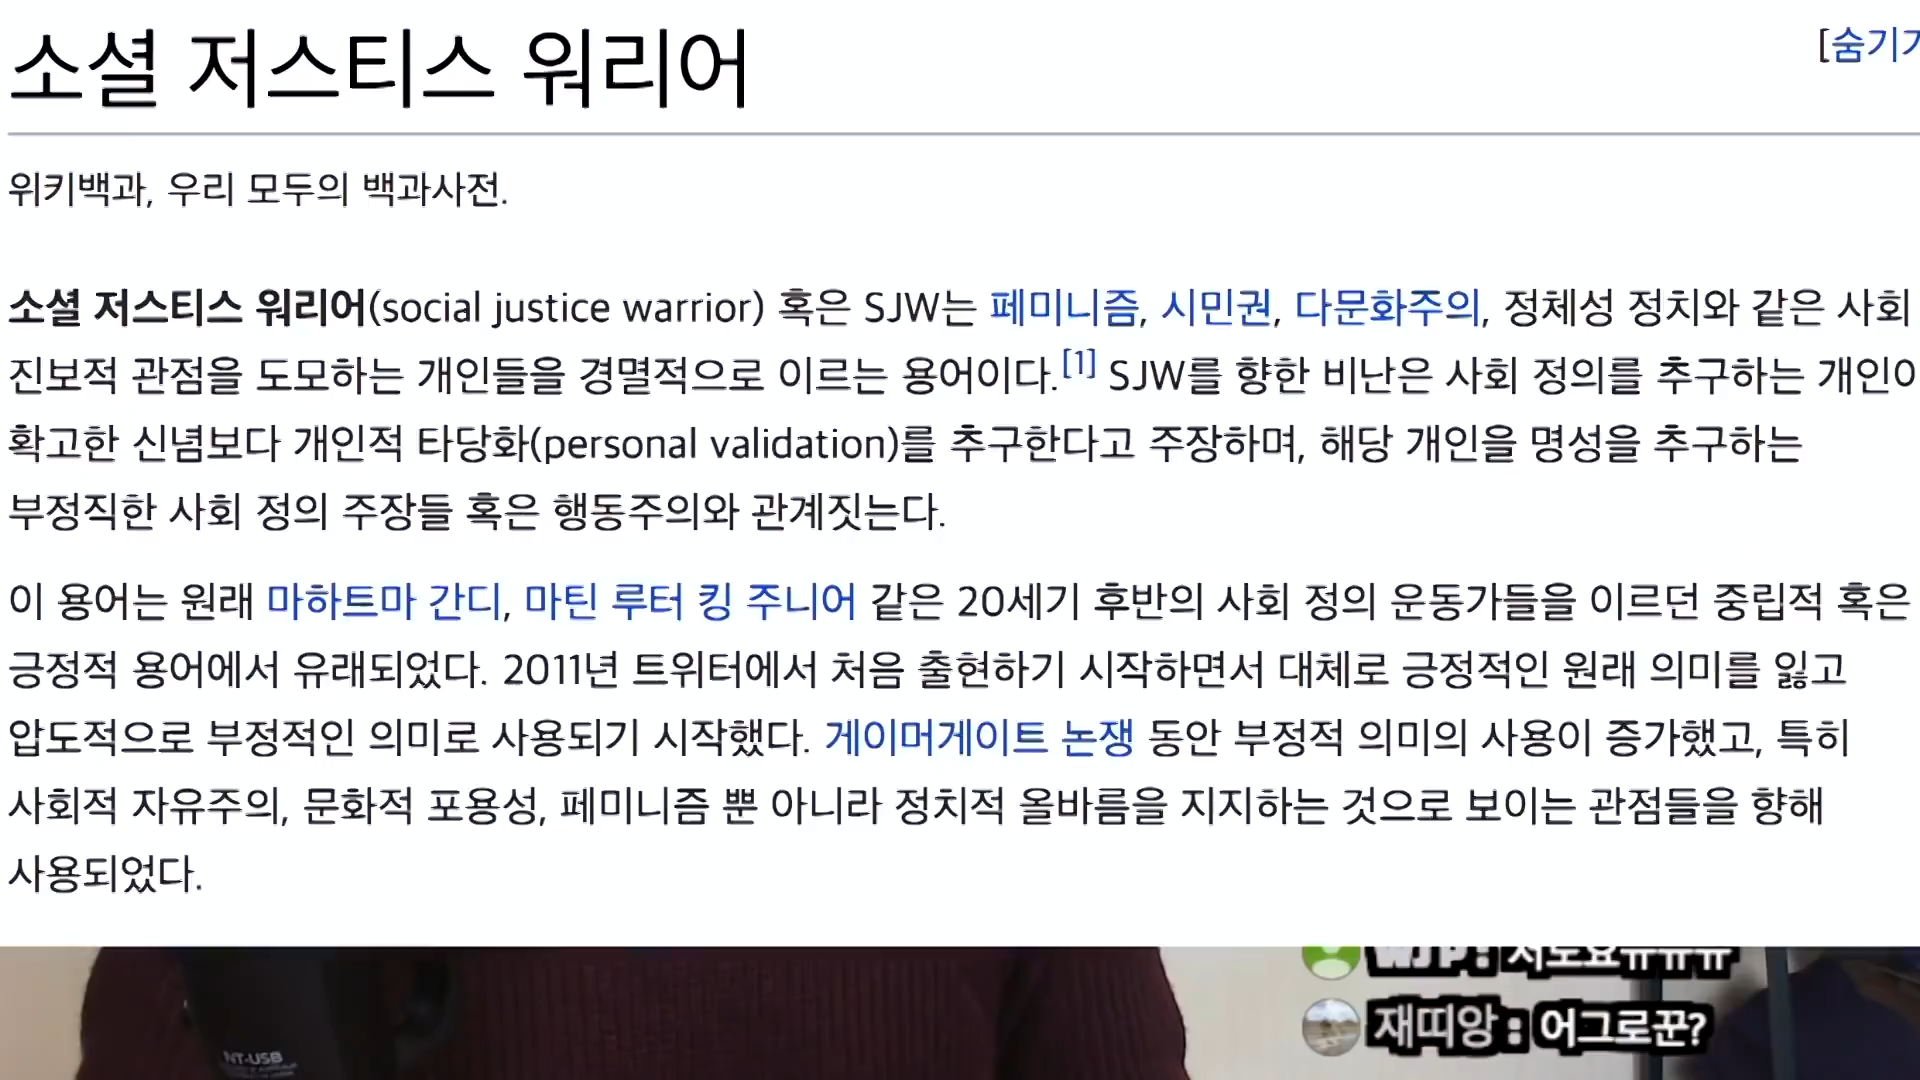 소셜 저스티스 워리어
[숨기기
위키백과, 우리 모두의 백과사전.
소셜 저스티스 워리어(social justice warrior) 혹은 SJW는 페미니즘, 시민권, 다문화주의, 정체성 정치와 같은 사회
진보적 관점을 도모하는 개인들을 경멸적으로 이르는 용어이다.[1] SJW를 향한 비난은 사회 정의를 추구하는 개인이
확고한 신념보다 개인적 타당화(personal validation)를 추구한다고 주장하며, 해당 개인을 명성을 추구하는
부정직한 사회 정의 주장들 혹은 행동주의와 관계짓는다.
이 용어는 원래 마하트마 간디, 마틴 루터 킹 주니어 같은 20세기 후반의 사회 정의 운동가들을 이르던 중립적 혹은
긍정적 용어에서 유래되었다. 2011년 트위터에서 처음 출현하기 시작하면서 대체로 긍정적인 원래 의미를 잃고
압도적으로 부정적인 의미로 사용되기 시작했다. 게이머게이트 논쟁 동안 부정적 의미의 사용이 증가했고, 특히
사회적 자유주의, 문화적 포용성, 페미니즘 뿐 아니라 정치적 올바름을 지지하는 것으로 보이는 관점들을 향해
사용되었다.
WJP :
재띠앙 : 어그로꾼?
NT-USB